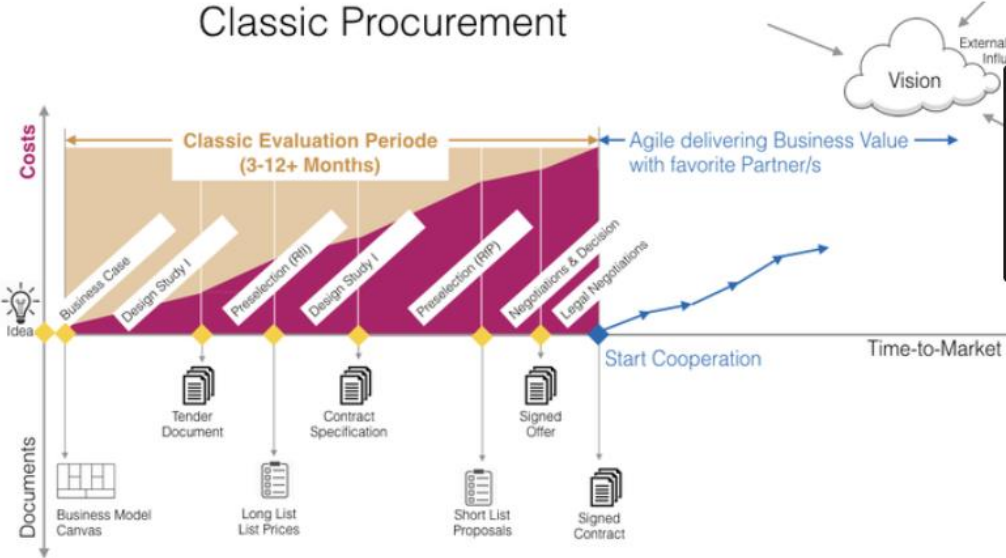 Classic Procurement
External
Influ
Vision
Costs
Classic Evaluation Periode
(3-12+ Months)
Agile delivering Business Value
with favorite Partner/s
Business Case
Design Study I
Preselection (RfI)
Design Study I
Preselection (RfP)
Negotiations & Decision
Legal Negotiations
Idea
Start Cooperation
Time-to-Market
Documents
Tender
Document
Contract
Specification
Signed
Offer
Business Model
Canvas
Long List
List Prices
Short List
Proposals
Signed
Contract